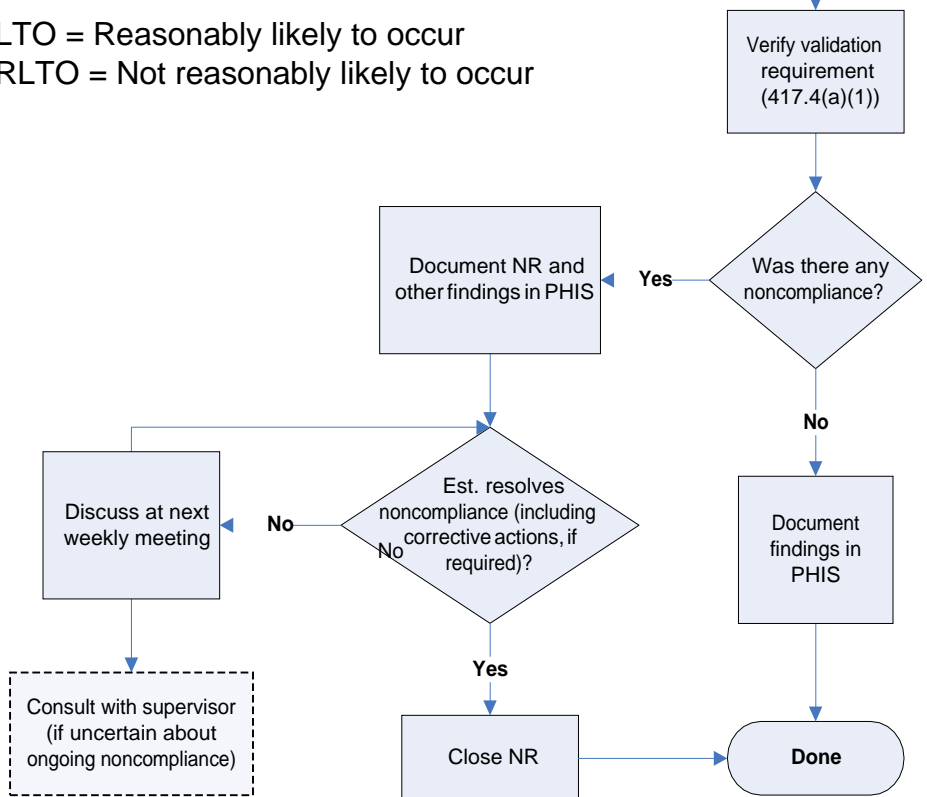 LTO = Reasonably likely to occur
RLTO = Not reasonably likely to occur
Verify validation
requirement
(417.4(a)(1))
Was there any
noncompliance?
Yes
Document NR and
other findings in PHIS
No
Document
findings in
PHIS
Est. resolves
noncompliance (including
corrective actions, if
required)?
No
No
Discuss at next
weekly meeting
Consult with supervisor
(if uncertain about
ongoing noncompliance)
Yes
Close NR
Done